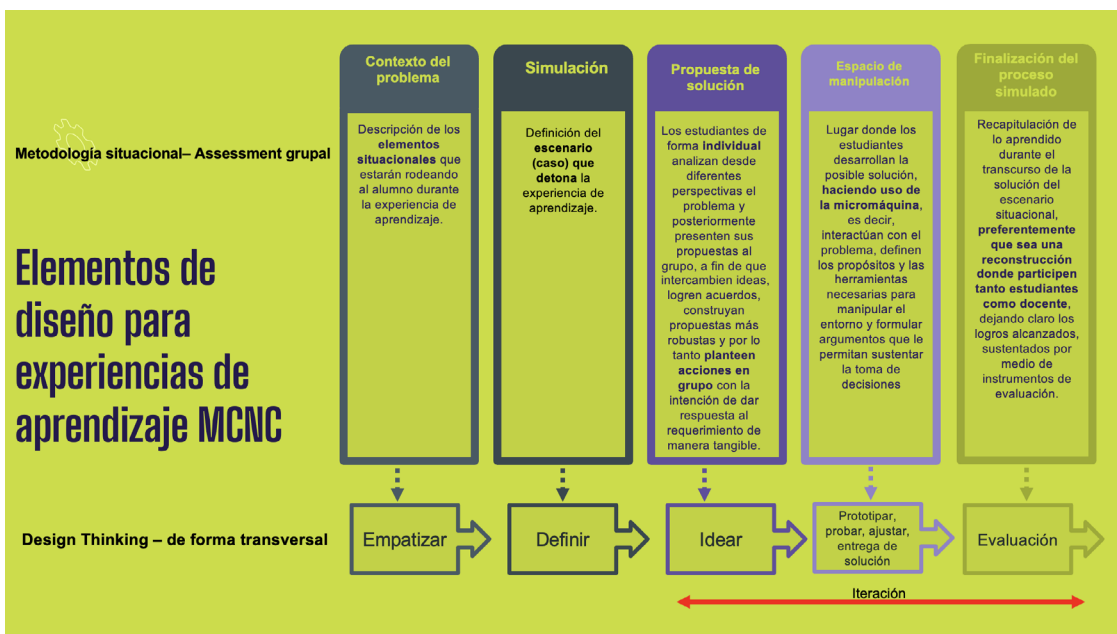 Contexto del
problema
Descripción de los
elementos
situacionales que
estarán rodeando
al alumno durante
la experiencia de
aprendizaje.
Simulación
Definición del
escenario
(caso) que
detona la
experiencia de
aprendizaje.
Propuesta de
solución
Los estudiantes de
forma individual
analizan desde
diferentes
perspectivas el
problema y
posteriormente
presenten sus
propuestas al
grupo, a fin de que
intercambien ideas,
logren acuerdos,
construyan
propuestas más
robustas y por lo
tanto planteen
acciones en
grupo con la
intención de dar
respuesta al
requerimiento de
manera tangible.
Espacio de
manipulación
Lugar donde los
estudiantes
desarrollan la
posible solución,
haciendo uso de
la micromáquina,
es decir,
interactúan con el
problema, definen
los propósitos y las
herramientas
necesarias para
manipular el
entorno y formular
argumentos que le
permitan sustentar
la toma de
decisiones
Finalización del
proceso
simulado
Recapitulación de
lo aprendido
durante el
transcurso de la
solución del
escenario
situacional,
preferentemente
que sea una
reconstrucción
donde participen
tanto estudiantes
como docente,
dejando claro los
logros alcanzados,
sustentados por
medio de
instrumentos de
evaluación.
Metodología situacional– Assessment grupal
Elementos de
diseño para
experiencias de
aprendizaje MCNC
Design Thinking – de forma transversal
Empatizar
Definir
Idear
Prototipar,
probar, ajustar,
entrega de
solución
Evaluación
Iteración